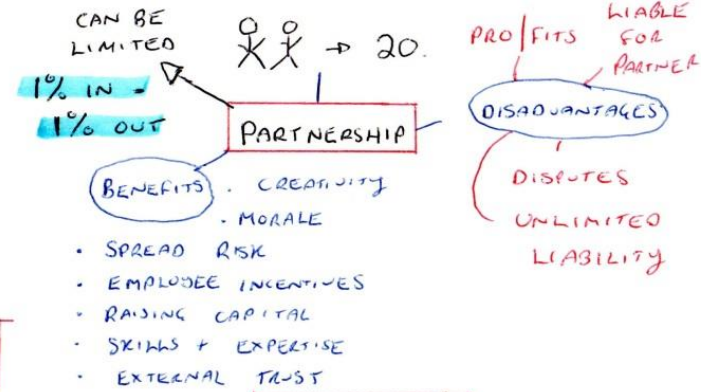 CAN BE
LIMITED
1% IN =
1% OUT
→ 20.
PARTNERSHIP
PRO|FITS
LIABLE
FOR
PARTNER
DISADVANTAGES
DISPUTES
UNLIMITED
LIABILITY
BENEFITS
· CREATIVITY
· MORALE
· SPREAD RISK
· EMPLOYEE INCENTIVES
· RAISING CAPITAL
· SKILLS + EXPERTISE
· EXTERNAL TRUST